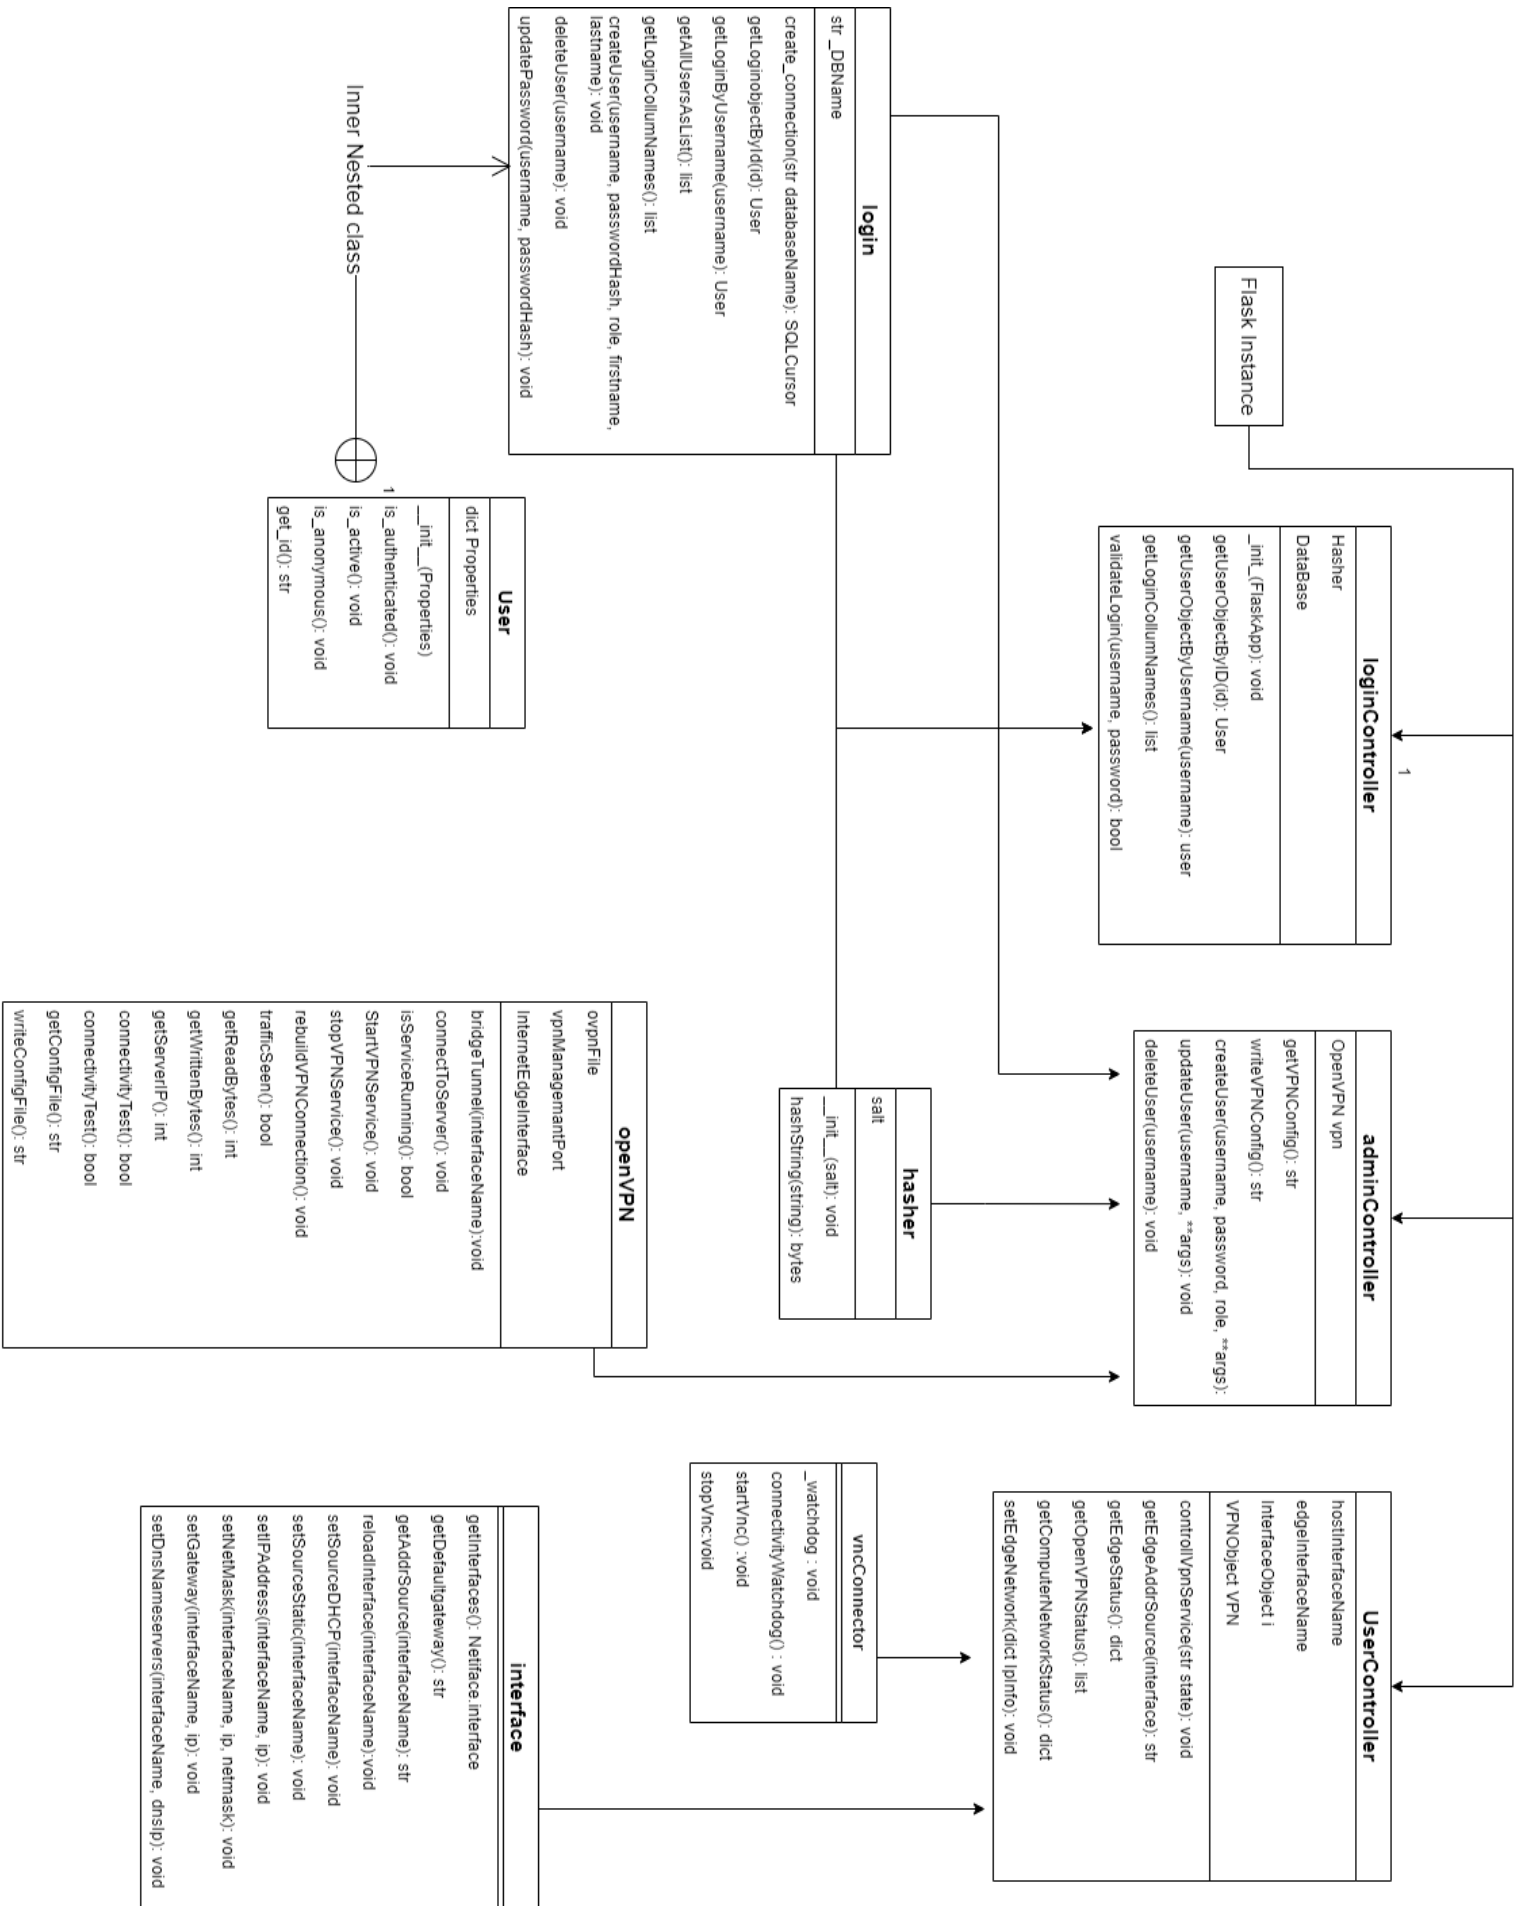 Flask Instance
1
loginController
Hasher
DataBase
_init_(FlaskApp): void
getUserObjectByID(id): User
getUserObjectByUsername(username): user
getLoginCollumNames(): list
validateLogin(username, password): bool
adminController
OpenVPN vpn
getVPNConfig(): str
writeVPNConfig(): str
createUser(username, password, role, **args):
updateUser(username, **args): void
deleteUser(username): void
UserController
hostInterfaceName
edgeInterfaceName
InterfaceObject i
VPNObject VPN
controllVpnService(str state): void
getEdgeAddrSource(interface): str
getEdgeStatus(): dict
getOpenVPNStatus(): list
getComputerNetworkStatus(): dict
setEdgeNetwork(dict IpInfo): void
login
str _DBName
create_connection(str databaseName): SQLCursor
getLoginobjectById(id): User
getLoginByUsername(username): User
getAllUsersAsList(): list
getLoginCollumNames(): list
createUser(username, passwordHash, role, firstname,
lastname): void
deleteUser(username): void
updatePassword(username, passwordHash): void
hasher
salt
__init__(salt): void
hashString(string): bytes
vncConnector
_watchdog : void
connectivityWatchdog() : void
startVnc() :void
stopVnc:void
Inner Nested class
1
User
dict Properties
__init__(Properties)
is_authenticated(): void
is_active(): void
is_anonymous(): void
get_id(): str
openVPN
ovpnFile
vpnManagemantPort
InternetEdgeInterface
bridgeTunnel(interfaceName):void
connectToServer(): void
isServiceRunning(): bool
StartVPNService(): void
stopVPNService(): void
rebuildVPNConnection(): void
trafficSeen(): bool
getReadBytes(): int
getWrittenBytes(): int
getServerIP(): int
connectivityTest(): bool
connectivityTest(): bool
getConfigFile(): str
writeConfigFile(): str
interface
getInterfaces(): Netiface.interface
getDefaultgateway(): str
getAddrSource(interfaceName): str
reloadInterface(interfaceName):void
setSourceDHCP(interfaceName): void
setSourceStatic(interfaceName): void
setIPAddress(interfaceName, ip): void
setNetMask(interfaceName, ip, netmask): void
setGateway(interfaceName, ip): void
setDnsNameservers(interfaceName, dnsIp): void